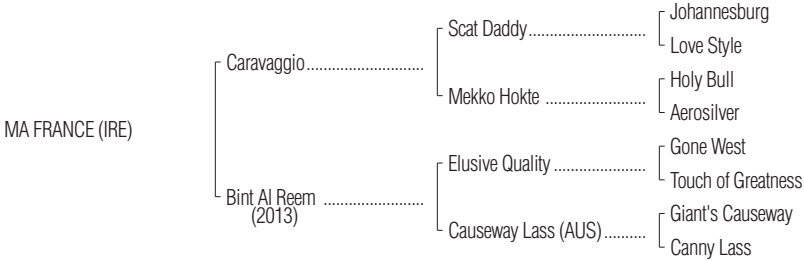 Johannesburg
Scat Daddy..............................
Love Style
Caravaggio..............................
Holy Bull
Mekko Hokte ..........................
Aerosilver
MA FRANCE (IRE)
Gone West
Elusive Quality ........................
Touch of Greatness
Bint Al Reem ..........................
(2013)
Giant's Causeway
Causeway Lass (AUS)..........
Canny Lass